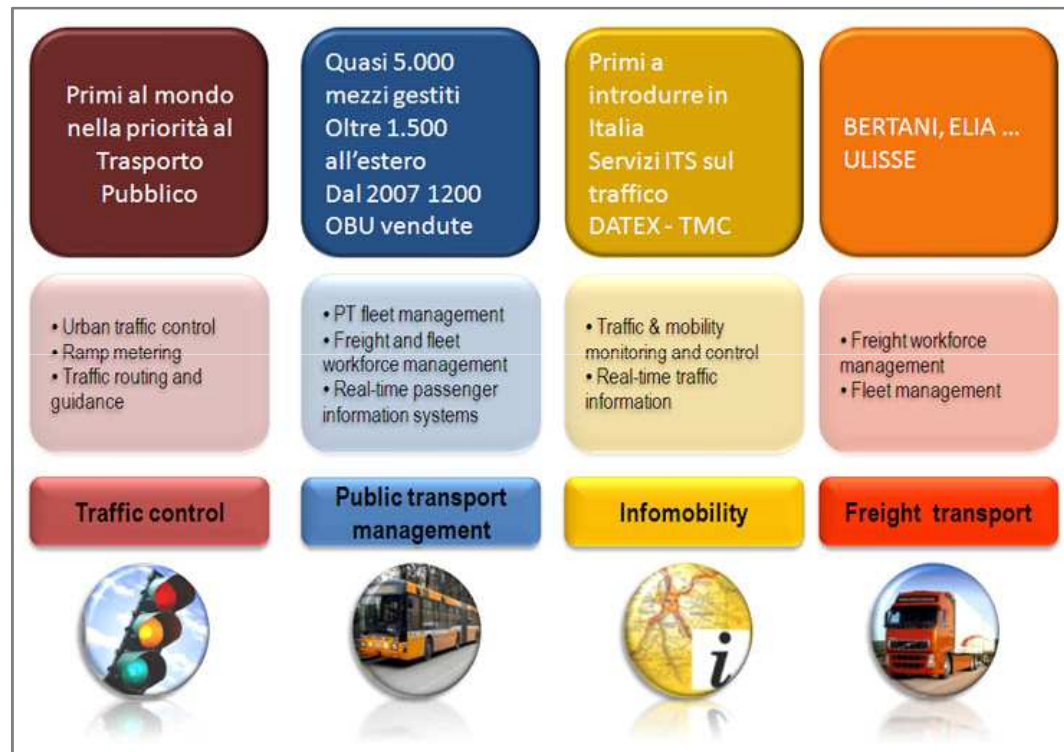 Primi al mondo
nella priorità al
Trasporto
Pubblico
Quasi 5.000
mezzi gestiti
Oltre 1.500
all'estero
Dal 2007 1200
OBU vendute
Primi a
introdurre in
Italia
Servizi ITS sul
traffico
DATEX - TMC
BERTANI, ELIA ...
ULISSE
• Urban traffic control
• Ramp metering
• Traffic routing and
guidance
• PT fleet management
• Freight and fleet
workforce management
• Real-time passenger
information systems
• Traffic & mobility
monitoring and control
• Real-time traffic
information
• Freight workforce
management
• Fleet management
Traffic control
Public transport
management
Infomobility
Freight transport
i